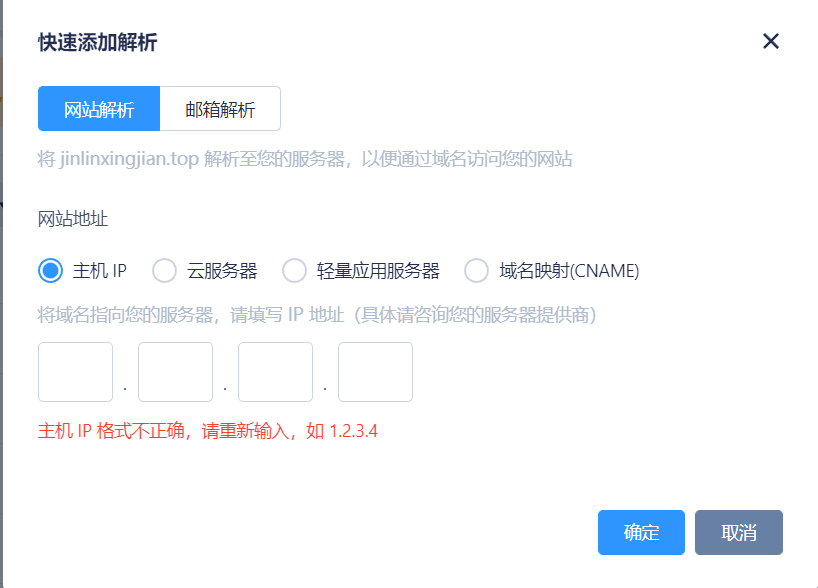 快速添加解析
网站解析 邮箱解析
将 jinlinxingjian.top 解析至您的服务器，以便通过域名访问您的网站
网站地址
主机 IP 云服务器 轻量应用服务器 域名映射(CNAME)
将域名指向您的服务器，请填写 IP 地址（具体请咨询您的服务器提供商）
. . .
主机 IP 格式不正确，请重新输入，如 1.2.3.4
确定 取消